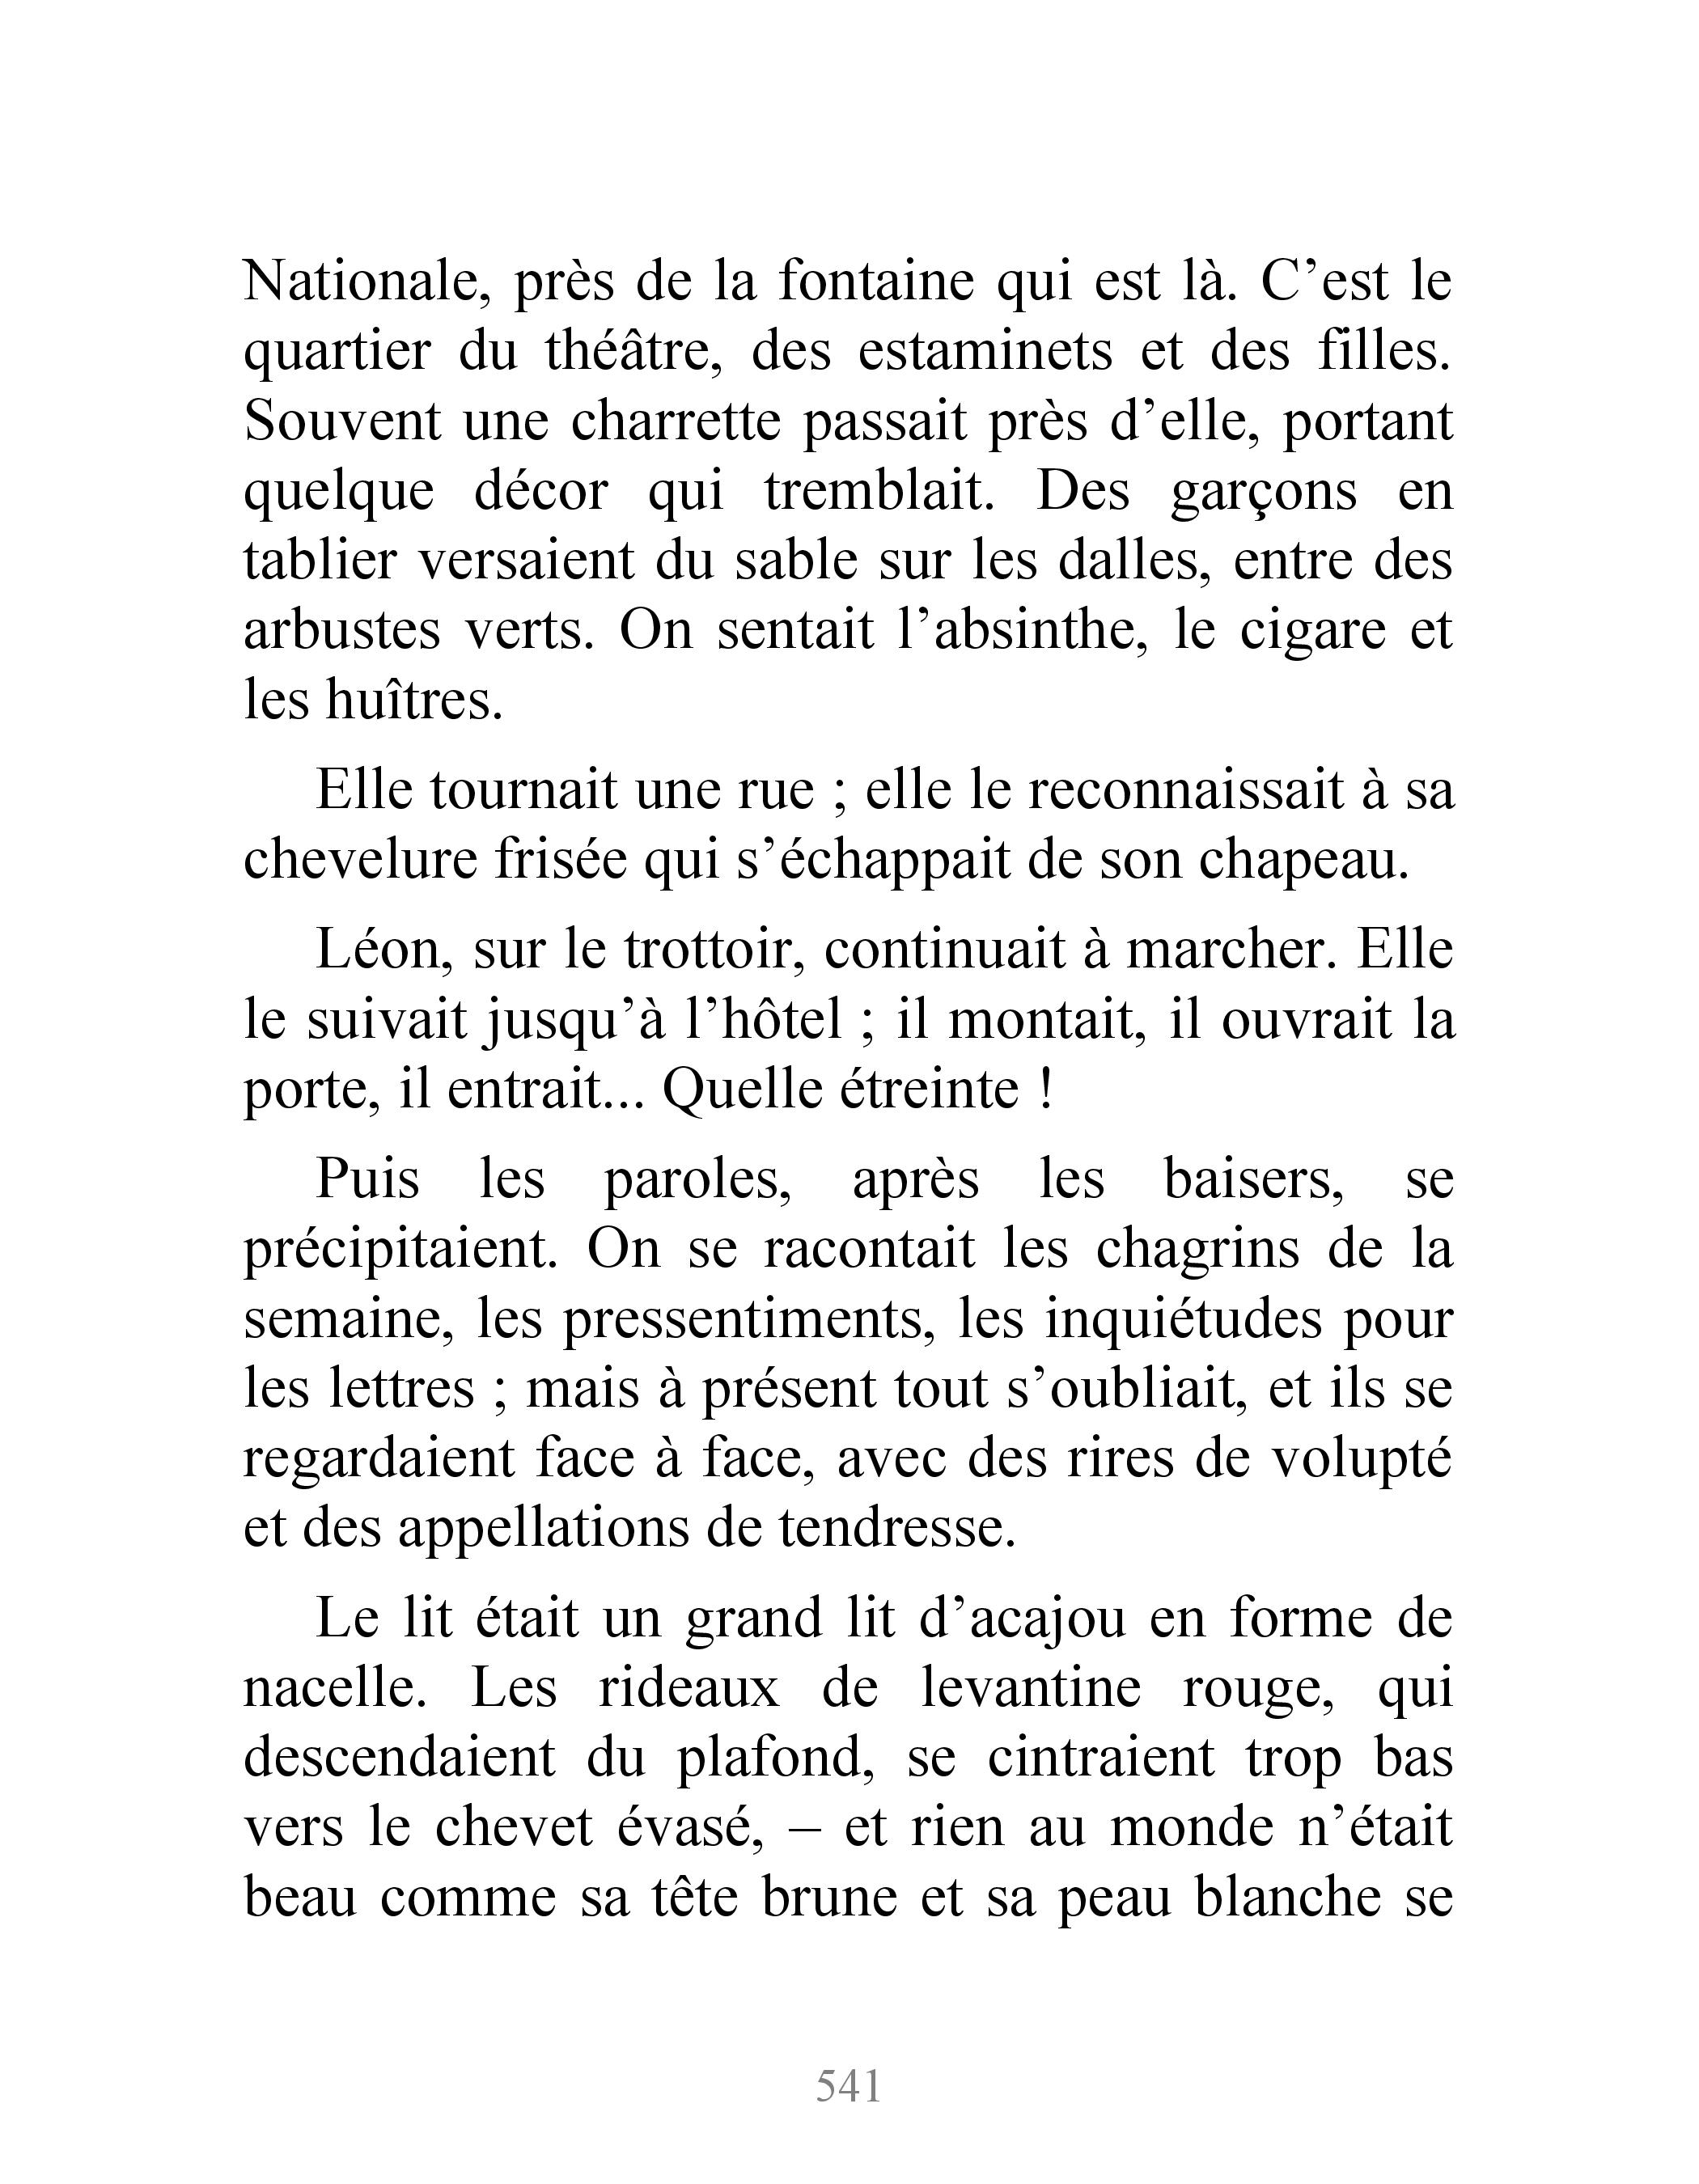 Nationale, près de la fontaine qui est là. C’est le
quartier du théâtre, des estaminets et des filles.
Souvent une charrette passait près d’elle, portant
quelque décor qui tremblait. Des garçons en
tablier versaient du sable sur les dalles, entre des
arbustes verts. On sentait l’absinthe, le cigare et
les huîtres.
Elle tournait une rue ; elle le reconnaissait à sa
chevelure frisée qui s’échappait de son chapeau.
Léon, sur le trottoir, continuait à marcher. Elle
le suivait jusqu’à l’hôtel ; il montait, il ouvrait la
porte, il entrait... Quelle étreinte !
Puis les paroles, après les baisers, se
précipitaient. On se racontait les chagrins de la
semaine, les pressentiments, les inquiétudes pour
les lettres ; mais à présent tout s’oubliait, et ils se
regardaient face à face, avec des rires de volupté
et des appellations de tendresse.
Le lit était un grand lit d’acajou en forme de
nacelle. Les rideaux de levantine rouge, qui
descendaient du plafond, se cintraient trop bas
vers le chevet évasé, – et rien au monde n’était
beau comme sa tête brune et sa peau blanche se
541